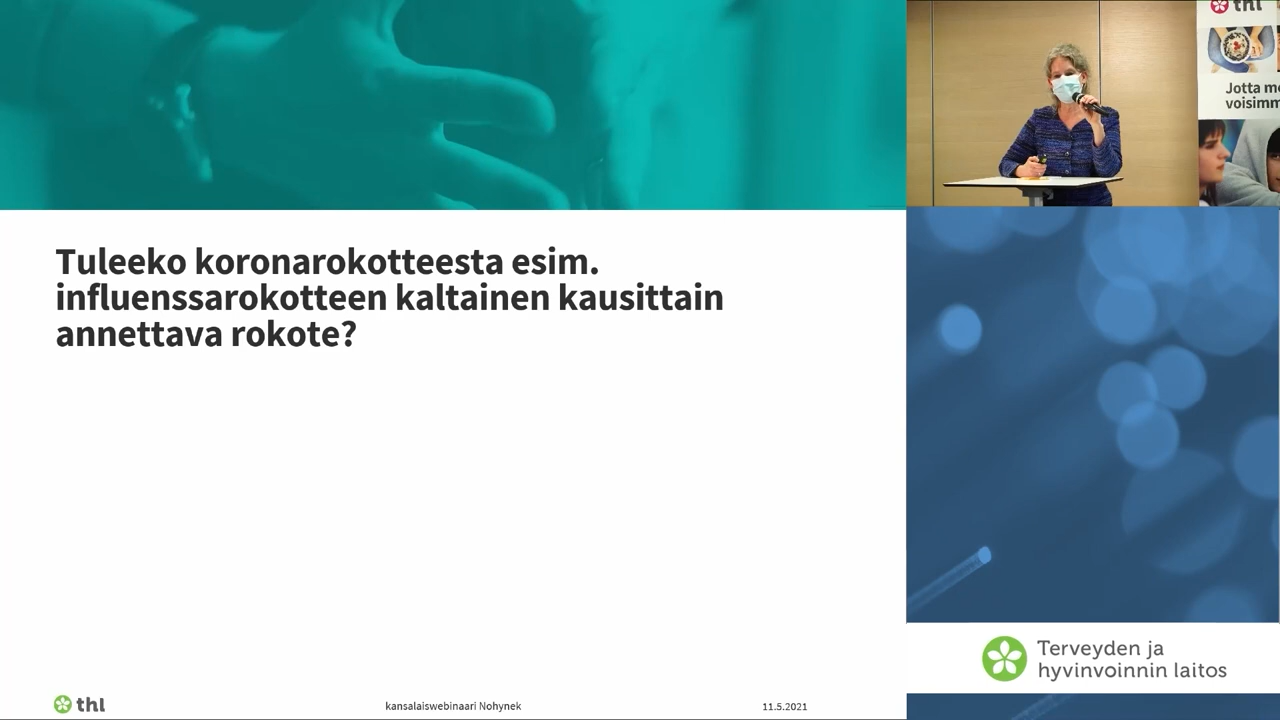 Tuleeko koronarokotteesta esim.
influenssarokotteen kaltainen kausittain
annettava rokote?
thl
kansalaiswebinaari Nohynek
11.5.2021
thl
Jotta
Terveyden ja
hyvinvoinnin laitos